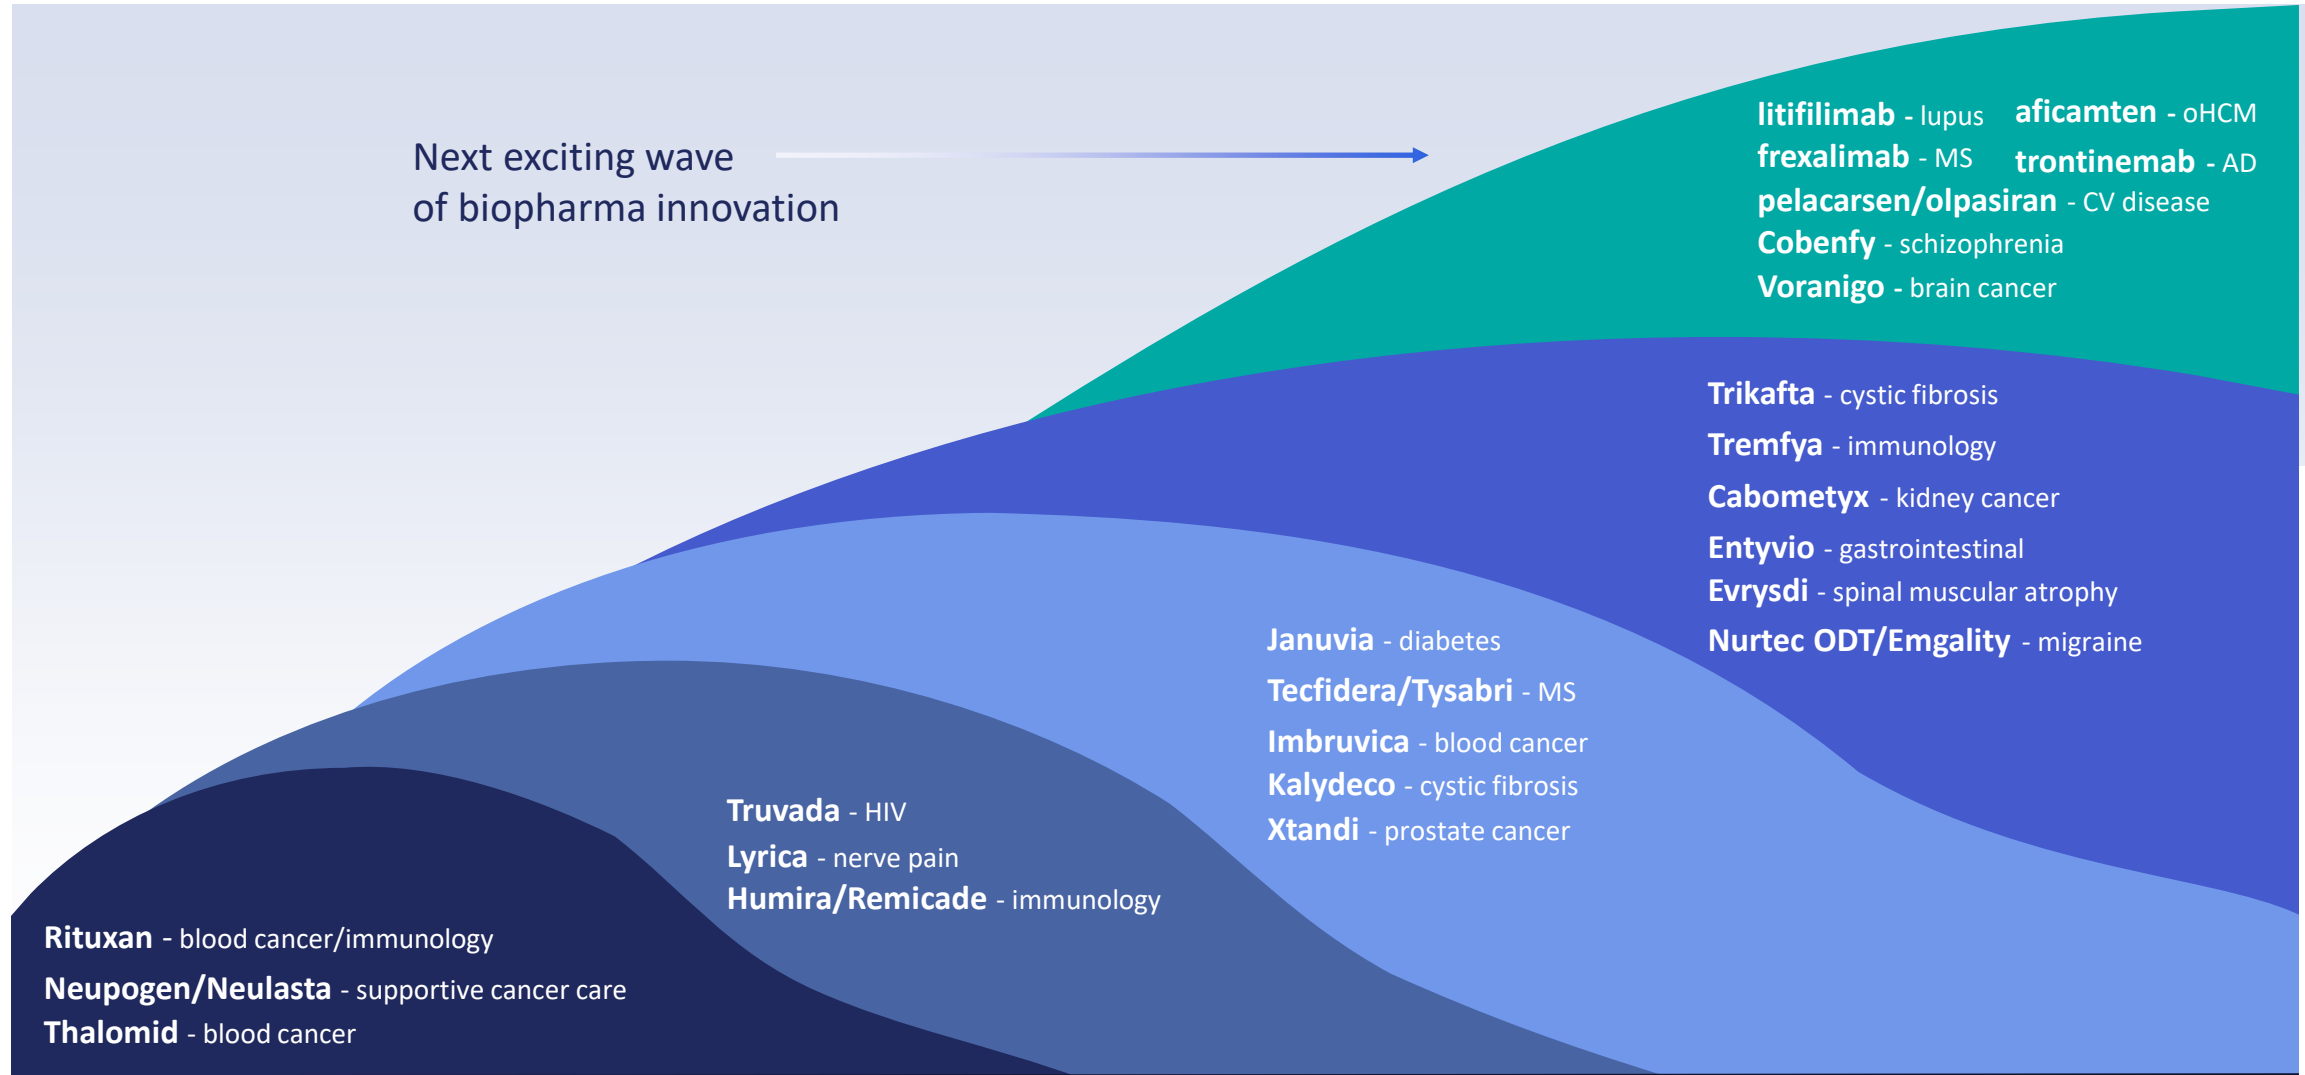 Next exciting wave
of biopharma innovation
litifilimab - lupus
aficamten - oHCM
frexalimab - MS
trontinemab - AD
pelacarsen/olpasiran - CV disease
Cobenfy - schizophrenia
Voranigo - brain cancer
Trikafta - cystic fibrosis
Tremfya - immunology
Cabometyx - kidney cancer
Entyvio - gastrointestinal
Evrysdi - spinal muscular atrophy
Nurtec ODT/Emgality - migraine
Januvia - diabetes
Tecfidera/Tysabri - MS
Imbruvica - blood cancer
Kalydeco - cystic fibrosis
Xtandi - prostate cancer
Truvada - HIV
Lyrica - nerve pain
Humira/Remicade - immunology
Rituxan - blood cancer/immunology
Neupogen/Neulasta - supportive cancer care
Thalomid - blood cancer